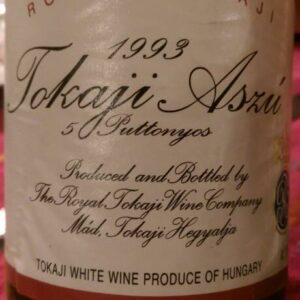 1993
Tokaji Aszú
5 Puttonyos
Produced and Bottled by
The Royal Tokaji Wine Company
Mád, Tokaji Hegyalja
TOKAJI WHITE WINE PRODUCE OF HUNGARY